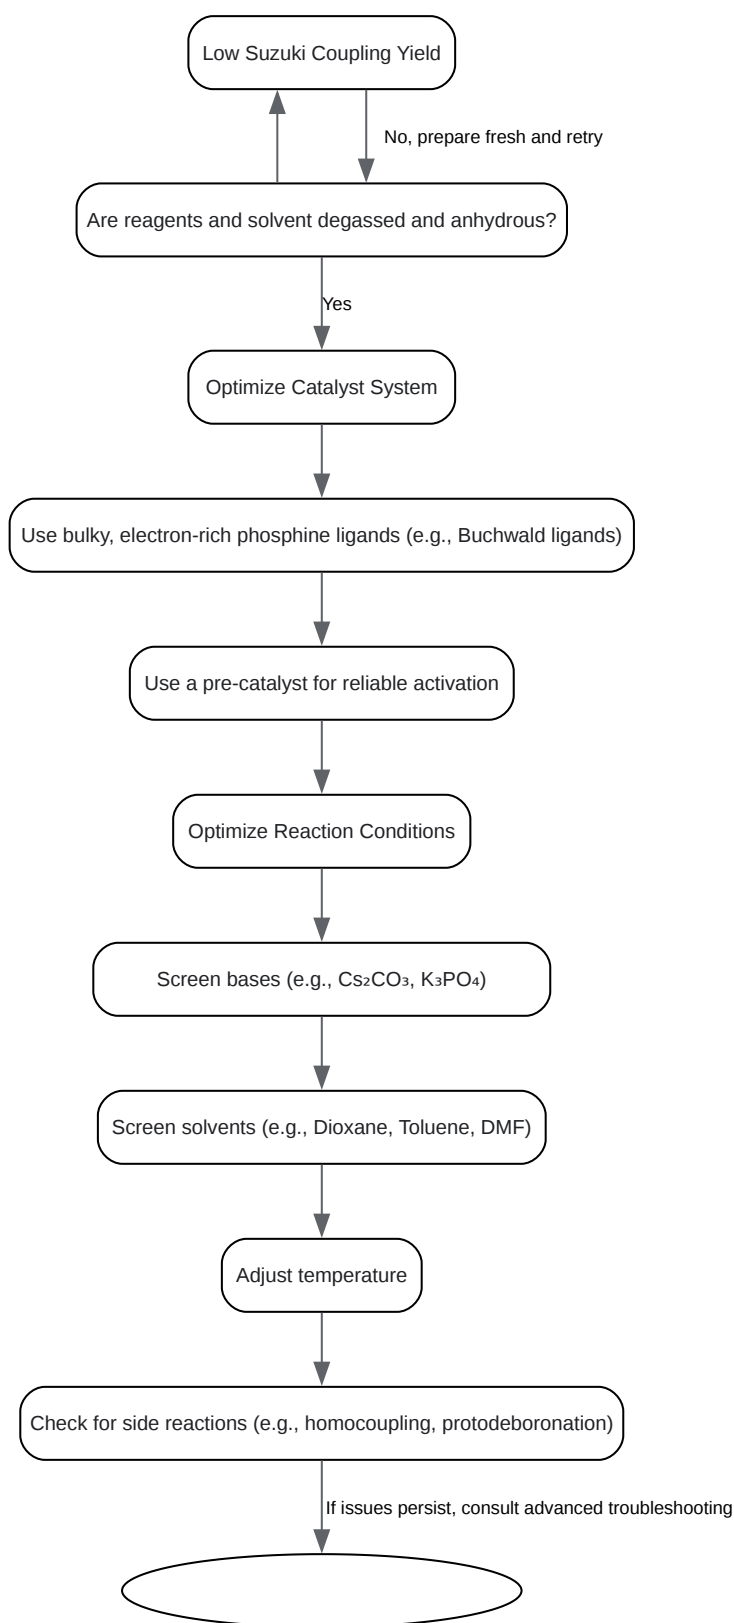 Low Suzuki Coupling Yield
No, prepare fresh and retry
Are reagents and solvent degassed and anhydrous?
Yes
Optimize Catalyst System
Use bulky, electron-rich phosphine ligands (e.g., Buchwald ligands)
Use a pre-catalyst for reliable activation
Optimize Reaction Conditions
Screen bases (e.g., Cs₂CO₃, K₃PO₄)
Screen solvents (e.g., Dioxane, Toluene, DMF)
Adjust temperature
Check for side reactions (e.g., homocoupling, protodeboronation)
If issues persist, consult advanced troubleshooting